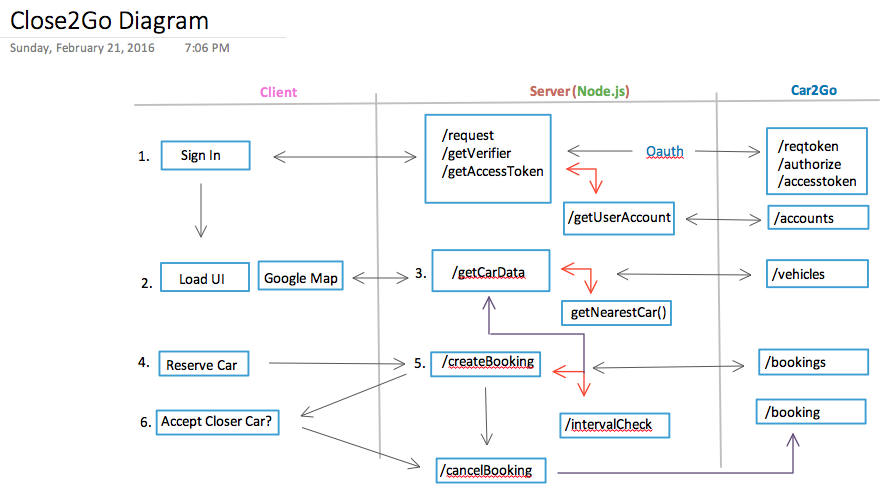 Close2Go Diagram
Sunday, February 21, 2016 7:06 PM
Client Server (Node.js) Car2Go
1. Sign In
/request
/getVerifier
/getAccessToken
Oauth
/reqtoken
/authorize
/accesstoken
/getUserAccount
/accounts
2. Load UI
Google Map
3. /getCarData
/vehicles
getNearestCar()
4. Reserve Car
5. /createBooking
/bookings
6. Accept Closer Car?
/intervalCheck
/booking
/cancelBooking